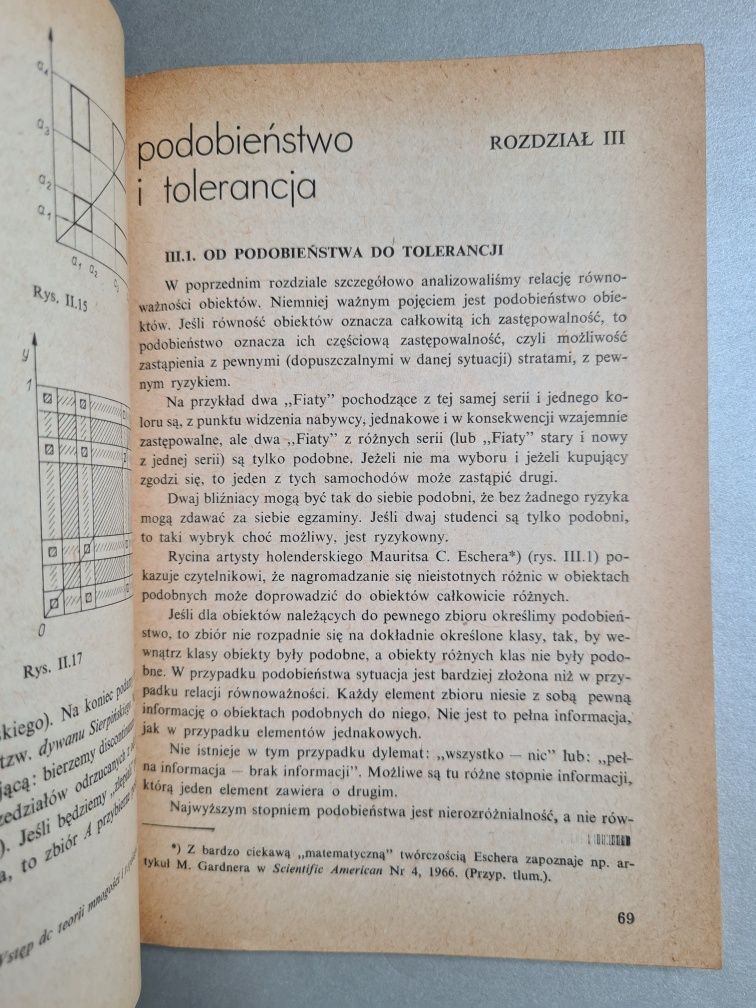 a4
a3
a2
a1
a1 a2 a3
Rys. II.15
y
1
0
Rys. II.17
skiego). Na koniec
tzw. dywanu Sierpińskiego
jącą: bierzemy
odrzucanych
). Jeśli będziemy „zlepiali
a, to zbiór A przybierze
Wstęp do teorii mnogości i
podobieństwo
i tolerancja
ROZDZIAŁ III
III.1. OD PODOBIEŃSTWA DO TOLERANCJI
W poprzednim rozdziale szczegółowo analizowaliśmy relację równo-
ważności obiektów. Niemniej ważnym pojęciem jest podobieństwo obie-
któw. Jeśli równość obiektów oznacza całkowitą ich zastępowalność, to
podobieństwo oznacza ich częściową zastępowalność, czyli możliwość
zastąpienia z pewnymi (dopuszczalnymi w danej sytuacji) stratami, z pew-
nym ryzykiem.
Na przykład dwa „Fiaty” pochodzące z tej samej serii i jednego ko-
loru są, z punktu widzenia nabywcy, jednakowe i w konsekwencji wzajemnie
zastępowalne, ale dwa „Fiaty” z różnych serii (lub „Fiaty” stary i nowy
z jednej serii) są tylko podobne. Jeżeli nie ma wyboru i jeżeli kupujący
zgodzi się, to jeden z tych samochodów może zastąpić drugi.
Dwaj bliźniacy mogą być tak do siebie podobni, że bez żadnego ryzyka
mogą zdawać za siebie egzaminy. Jeśli dwaj studenci są tylko podobni,
to taki wybryk choć możliwy, jest ryzykowny.
Rycina artysty holenderskiego Mauritsa C. Eschera*) (rys. III.1) po-
kazuje czytelnikowi, że nagromadzanie się nieistotnych różnic w obiektach
podobnych może doprowadzić do obiektów całkowicie różnych.
Jeśli dla obiektów należących do pewnego zbioru określimy podobień-
stwo, to zbiór nie rozpadnie się na dokładnie określone klasy, tak, by we-
wnątrz klasy obiekty były podobne, a obiekty różnych klas nie były podo-
bne. W przypadku podobieństwa sytuacja jest bardziej złożona niż w przy-
padku relacji równoważności. Każdy element zbioru niesie z sobą pewną
informację o obiektach podobnych do niego. Nie jest to pełna informacja,
jak w przypadku elementów jednakowych.
Nie istnieje w tym przypadku dylemat: „wszystko — nic” lub: „peł-
na informacja — brak informacji”. Możliwe są tu różne stopnie informacji,
którą jeden element zawiera o drugim.
Najwyższym stopniem podobieństwa jest nierozróżnialność, a nie rów-
*) Z bardzo ciekawą „matematyczną” twórczością Eschera zapoznaje np. ar-
tykuł M. Gardnera w Scientific American Nr 4, 1966. (Przyp. tłum.).
69